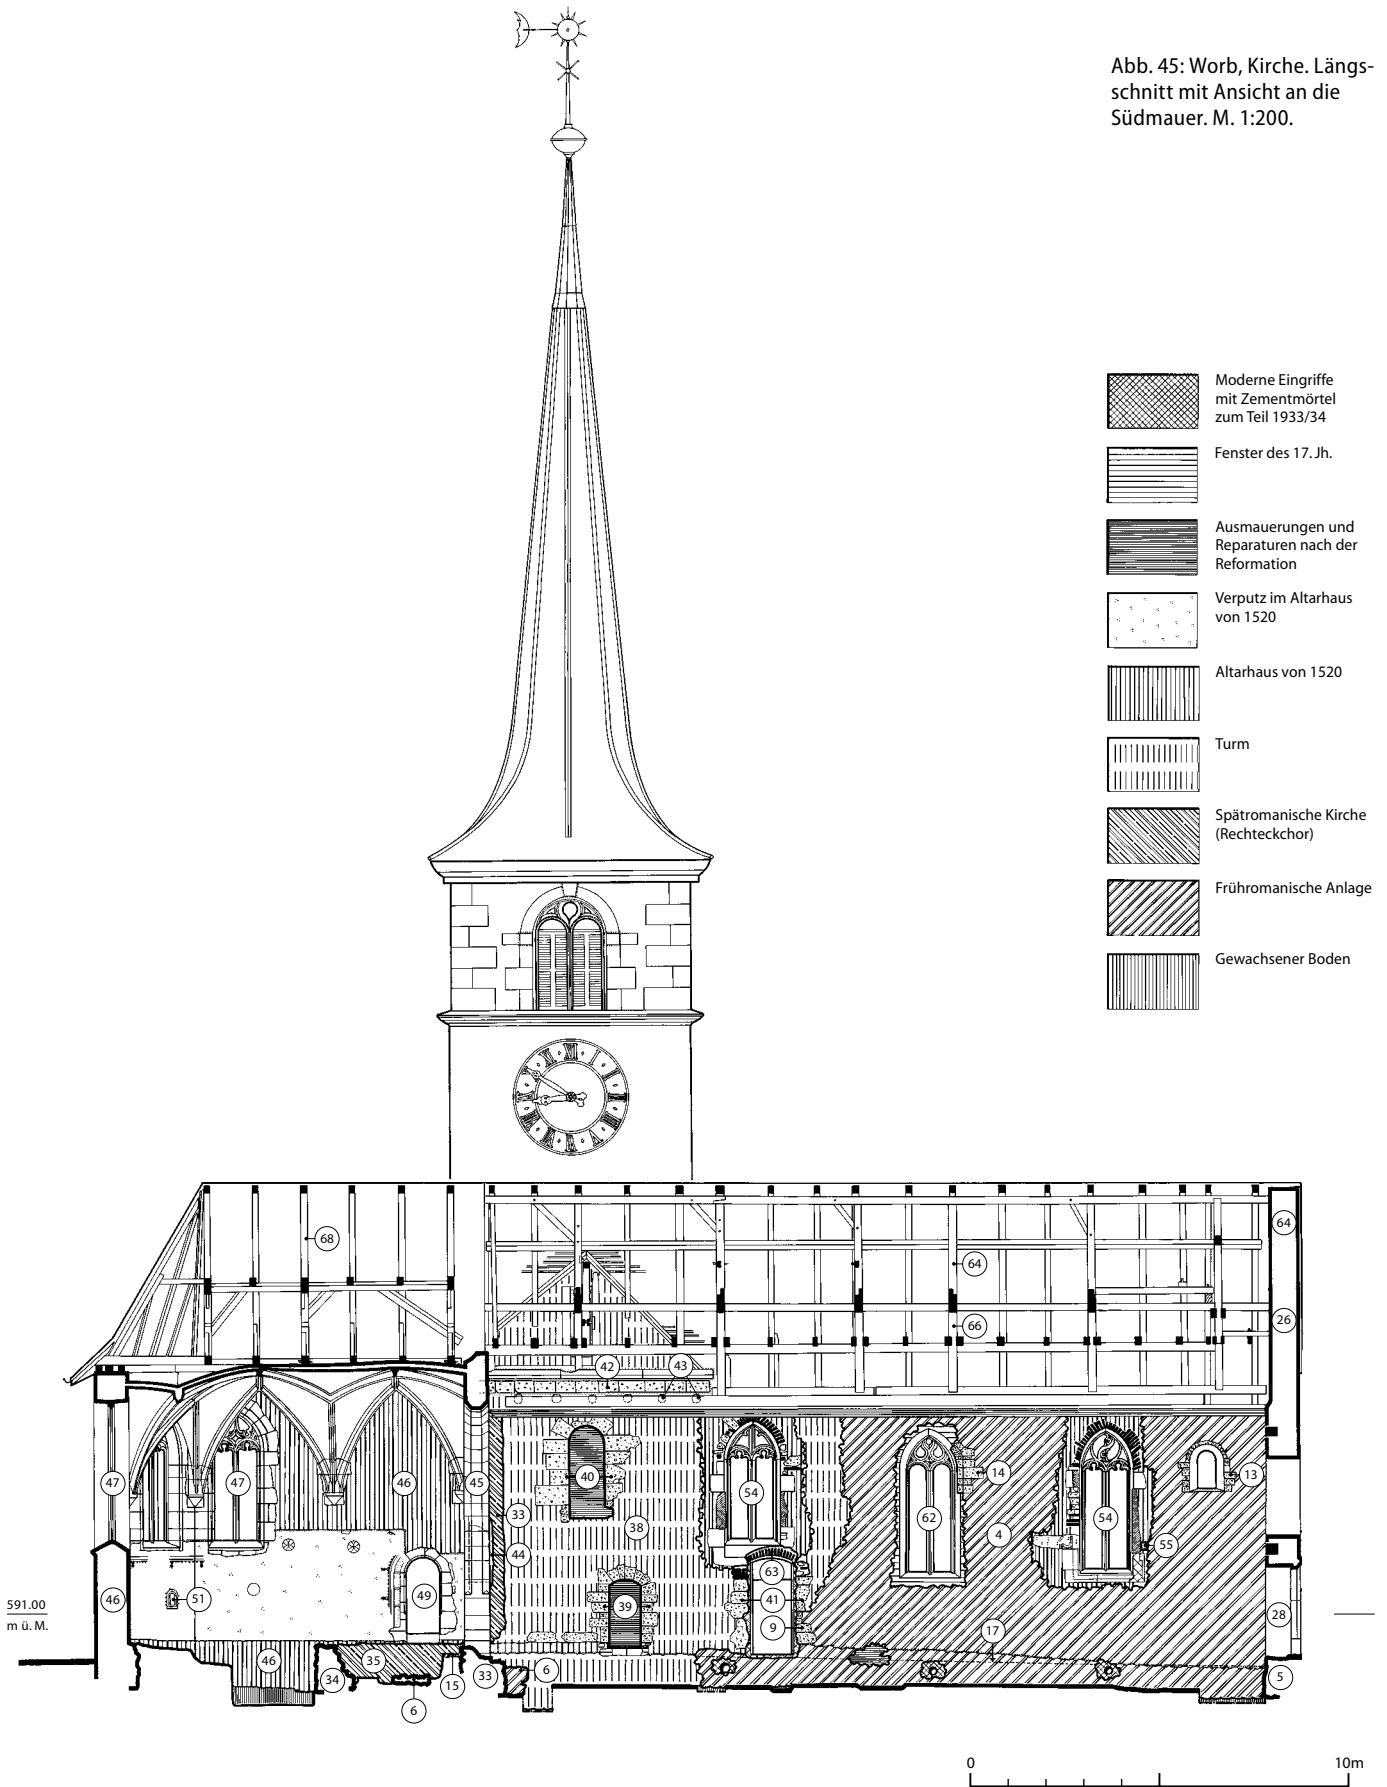 Abb. 45: Worb, Kirche. Längs-
schnitt mit Ansicht an die
Südmauer. M. 1:200.
Moderne Eingriffe
mit Zementmörtel
zum Teil 1933/34
Fenster des 17. Jh.
Ausmauerungen und
Reparaturen nach der
Reformation
Verputz im Altarhaus
von 1520
Altarhaus von 1520
Turm
Spätromanische Kirche
(Rechteckchor)
Frühromanische Anlage
Gewachsener Boden
64
68
64
26
66
42
43
47
47
46
45
40
54
14
13
33
38
62
4
54
55
44
63
51
49
39
41
46
28
9
17
591.00
m ü. M.
46
35
34
15
33
6
5
6
0
10m